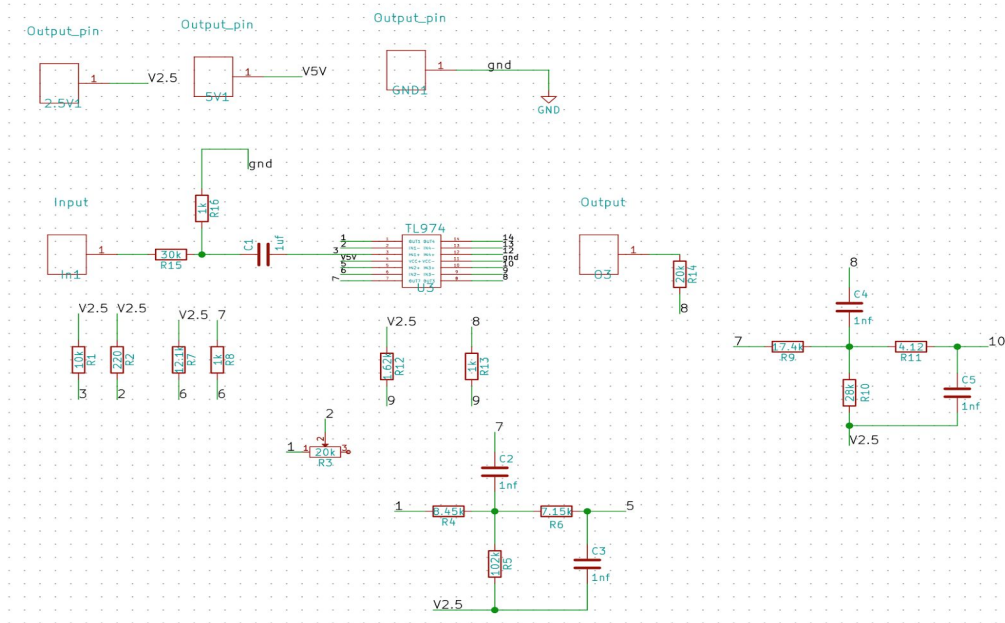 Output_pin
Output_pin
Output_pin
1
V2.5
2.5V1
1
V5V
5V1
1
gnd
GND1
GND
gnd
1k
R16
Input
1
In1
30k
R15
C1
1uf
TL974
1
2
3
V5V
5
6
7
14
13
12
gnd
10
9
8
U3
Output
1
O3
20k
R14
8
V2.5
10k
R1
3
V2.5
220
R2
2
V2.5
12.1k
R7
6
7
1k
R8
6
V2.5
1.62k
R12
9
8
1k
R13
9
8
C4
1nf
7
17.4k
R9
4.12
R11
10
28k
R10
C5
1nf
V2.5
2
1
1
2
3
20k
R3
7
C2
1nf
1
8.45k
R4
7.15k
R6
5
102k
R5
C3
1nf
V2.5